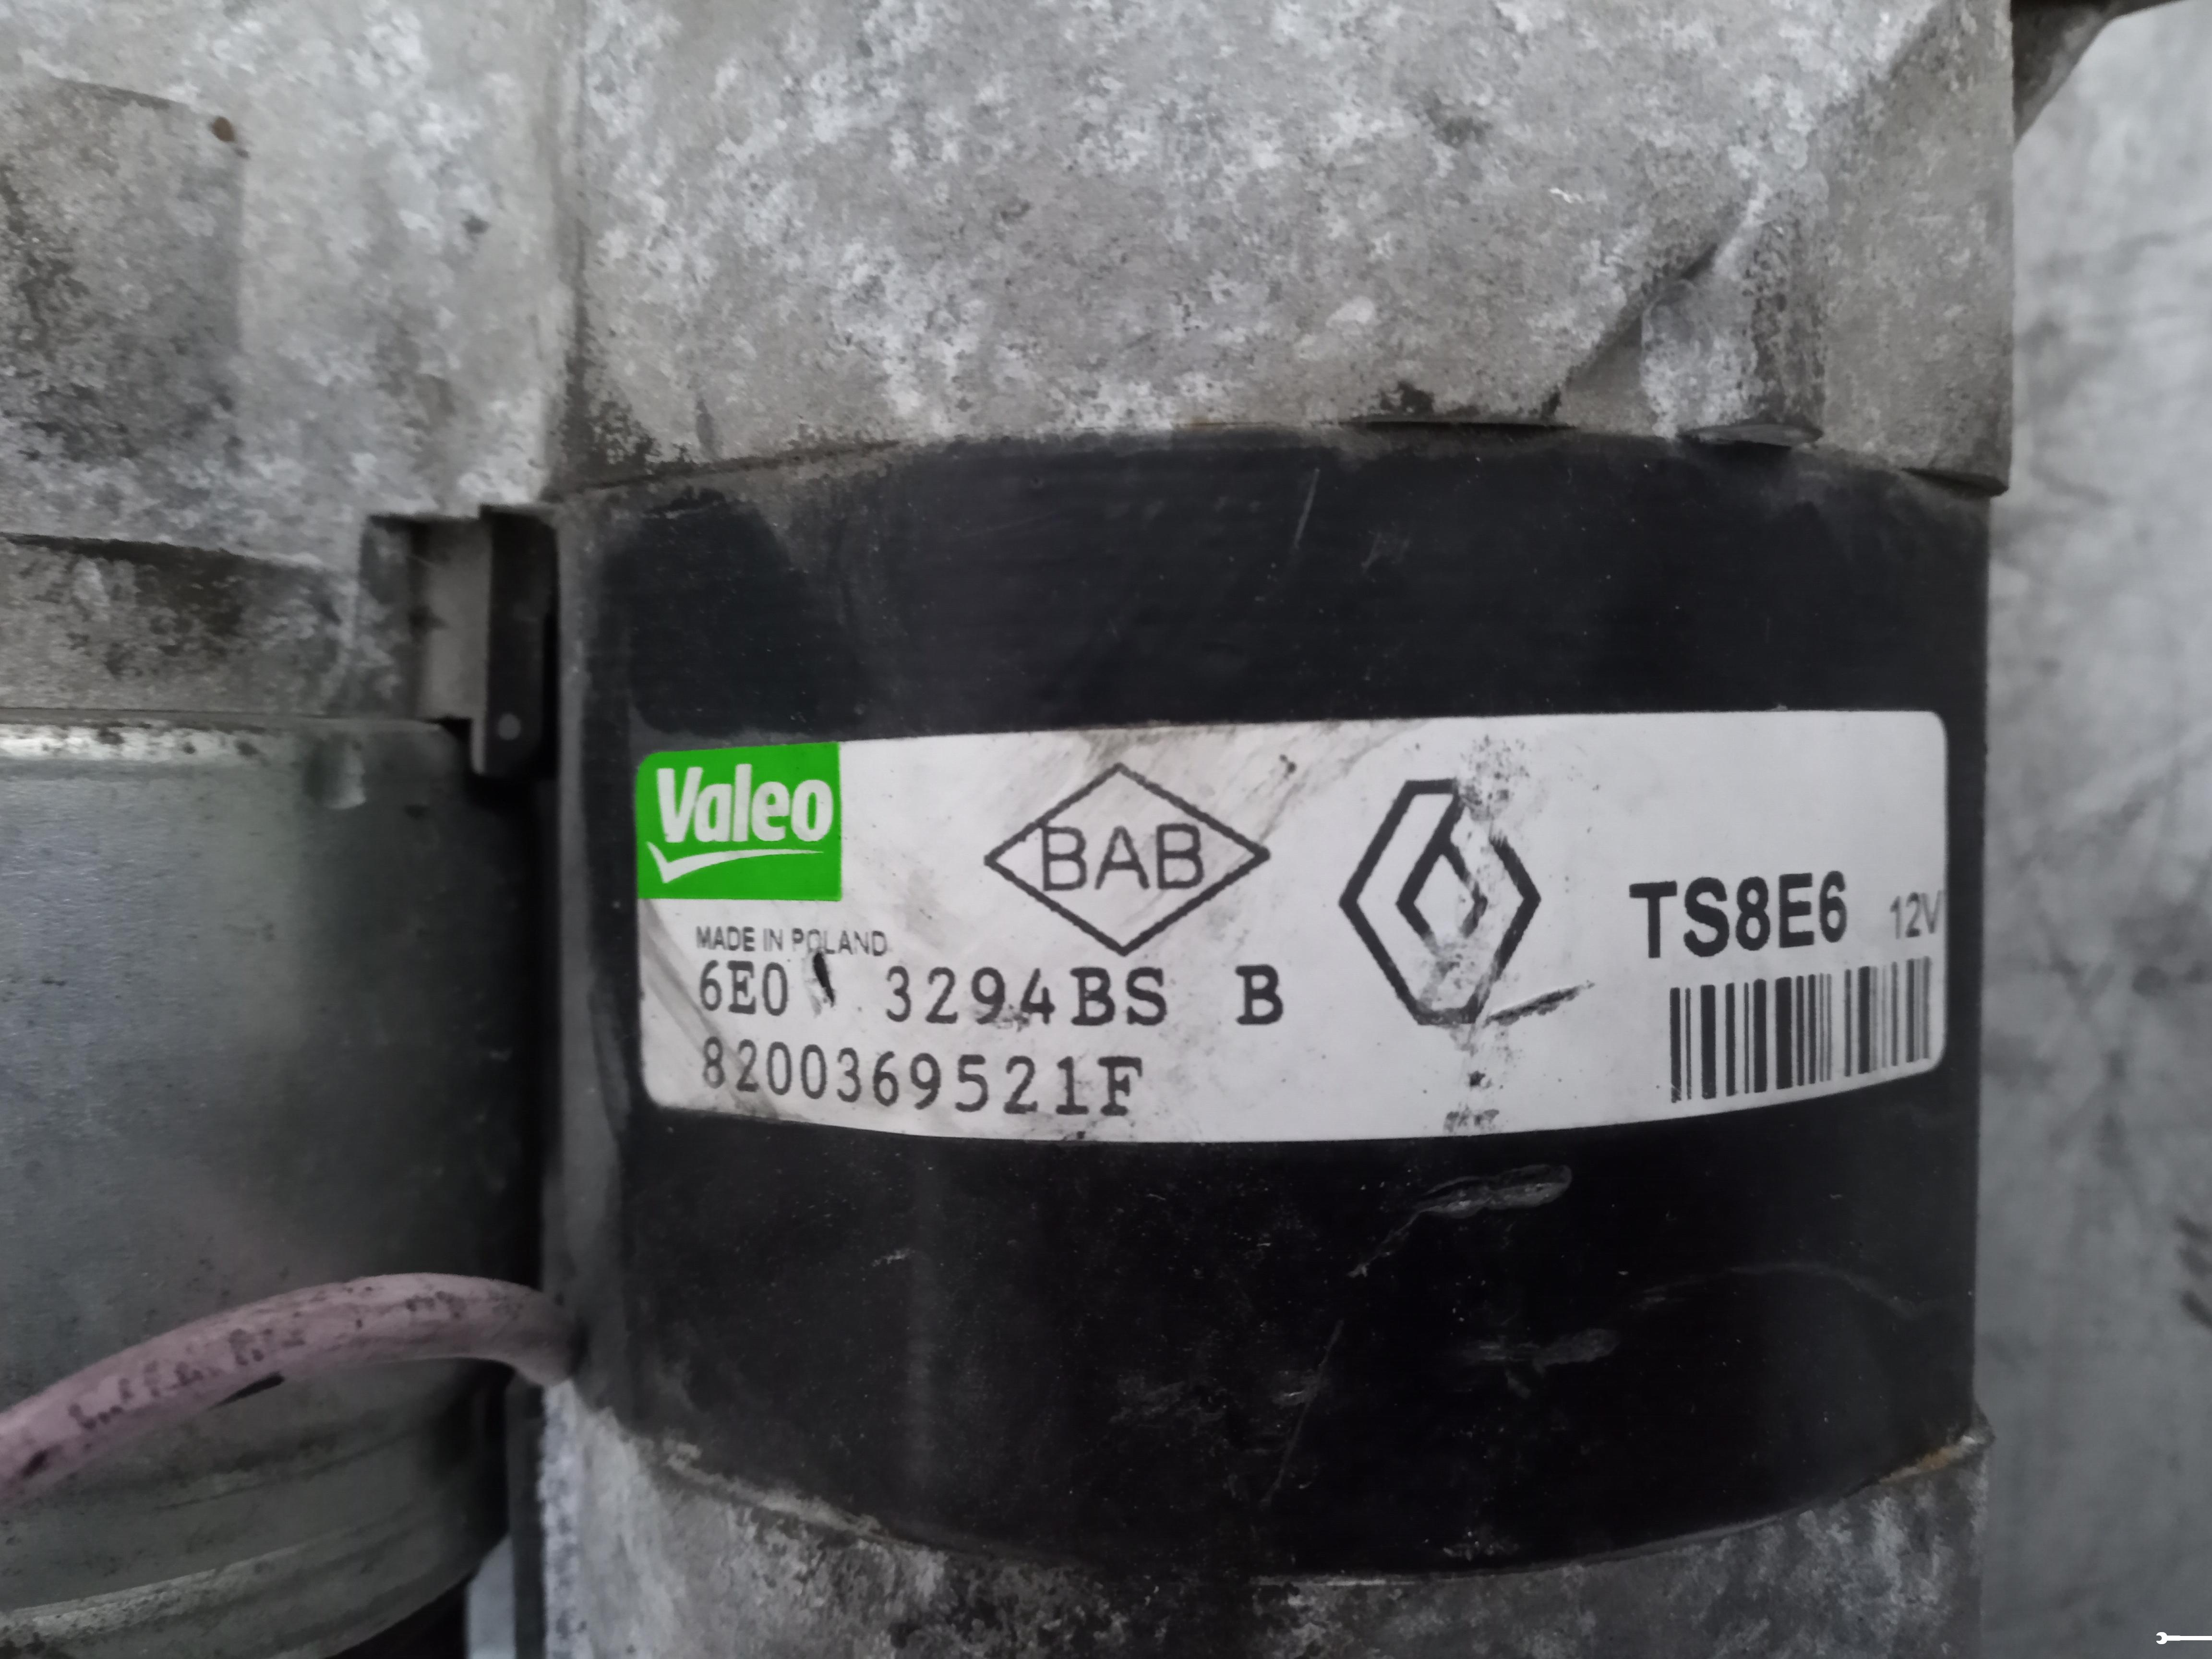 Valeo
BAB
TS8E6 12V
MADE IN POLAND
6E0 3294BS B
8200369521F